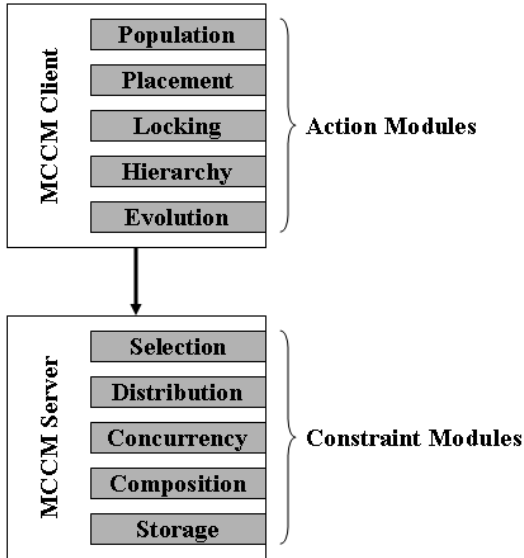 MCCM Client
Population
Placement
Locking
Hierarchy
Evolution
Action Modules
MCCM Server
Selection
Distribution
Concurrency
Composition
Storage
Constraint Modules